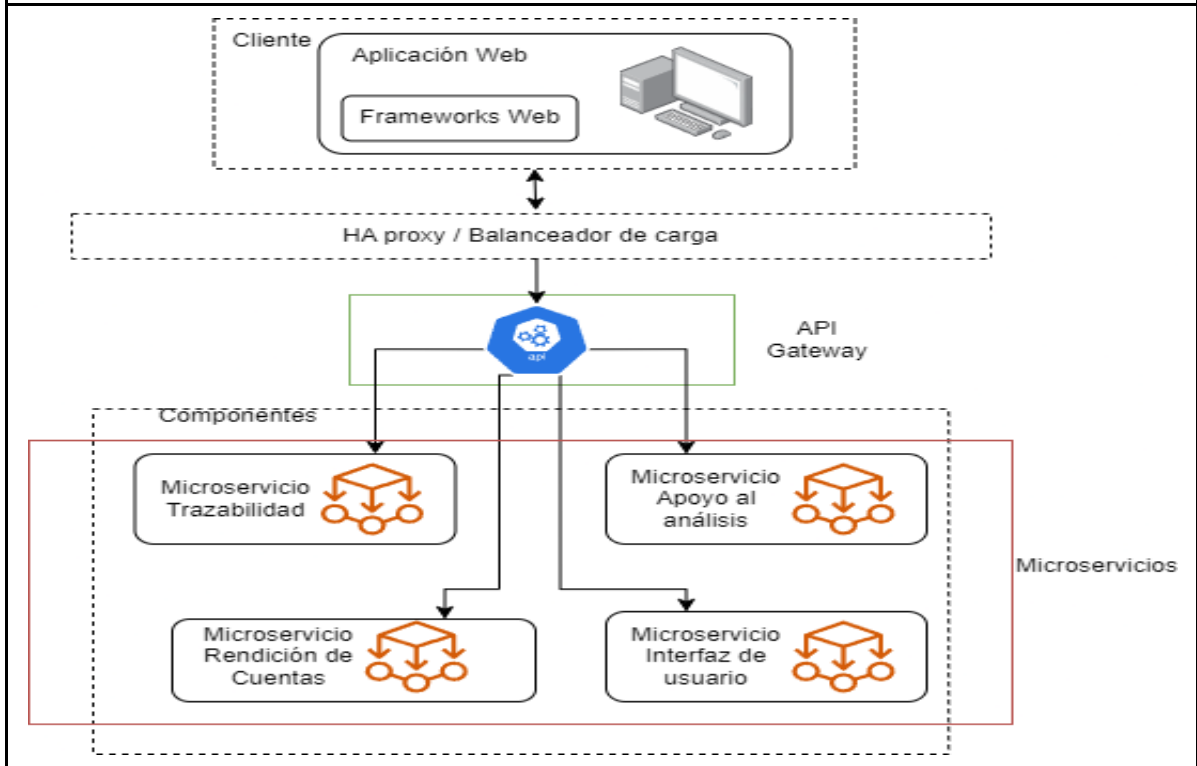 Cliente
Aplicación Web
Frameworks Web
HA proxy / Balanceador de carga
api
API
Gateway
Componentes
Microservicio
Trazabilidad
Microservicio
Apoyo al
análisis
Microservicios
Microservicio
Rendición de
Cuentas
Microservicio
Interfaz de
usuario